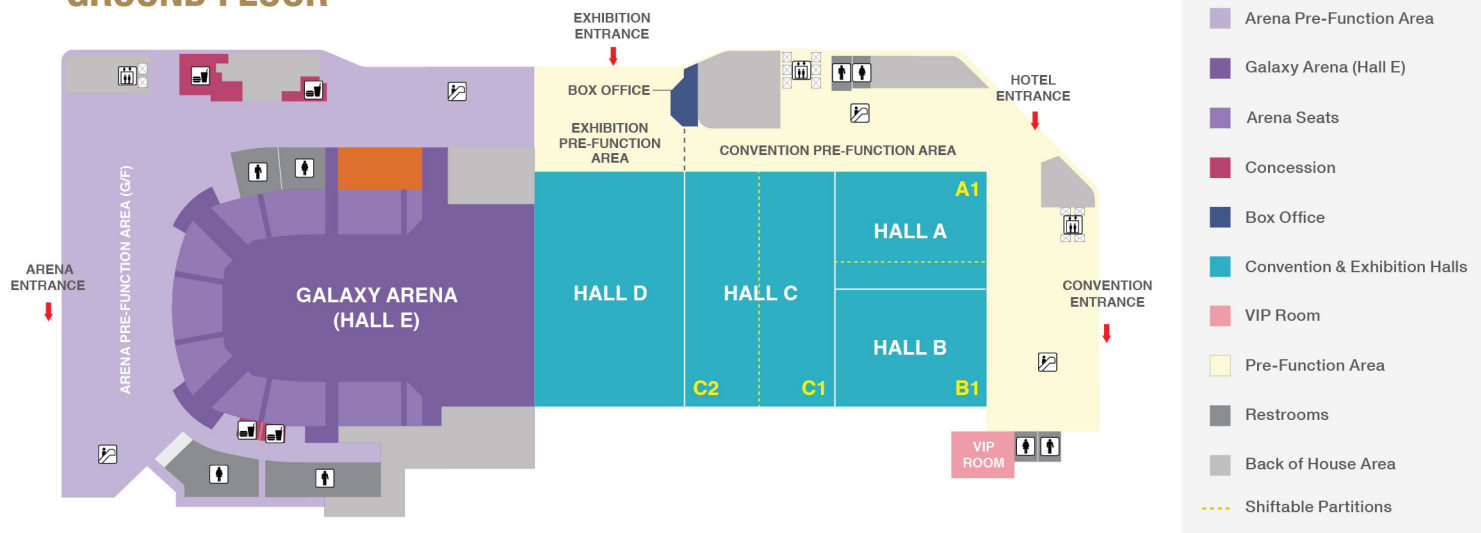 GROUND FLOOR
EXHIBITION
ENTRANCE
BOX OFFICE
EXHIBITION
PRE-FUNCTION
AREA
CONVENTION PRE-FUNCTION AREA
HOTEL
ENTRANCE
ARENA PRE-FUNCTION AREA (G/F)
ARENA
ENTRANCE
GALAXY ARENA
(HALL E)
HALL D
HALL C
C2
C1
A1
HALL A
HALL B
B1
CONVENTION
ENTRANCE
VIP
ROOM
Arena Pre-Function Area
Galaxy Arena (Hall E)
Arena Seats
Concession
Box Office
Convention & Exhibition Halls
VIP Room
Pre-Function Area
Restrooms
Back of House Area
Shiftable Partitions